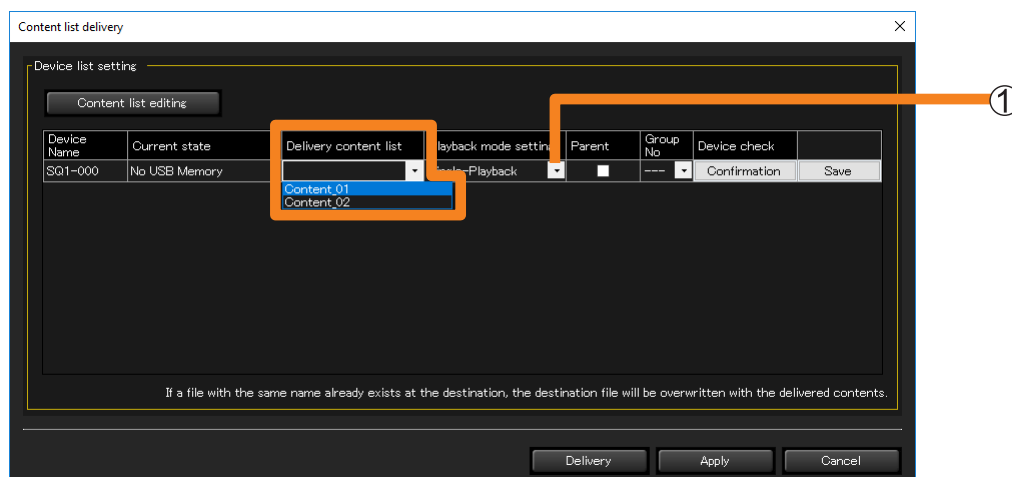 Content list delivery
Device list setting
Content list editing
①
Device Name
Current state
Delivery content list
Playback mode setting
Parent
Group No
Device check
SQ1-000
No USB Memory
-Playback
---
Confirmation
Save
Content_01
Content_02
If a file with the same name already exists at the destination, the destination file will be overwritten with the delivered contents.
Delivery
Apply
Cancel